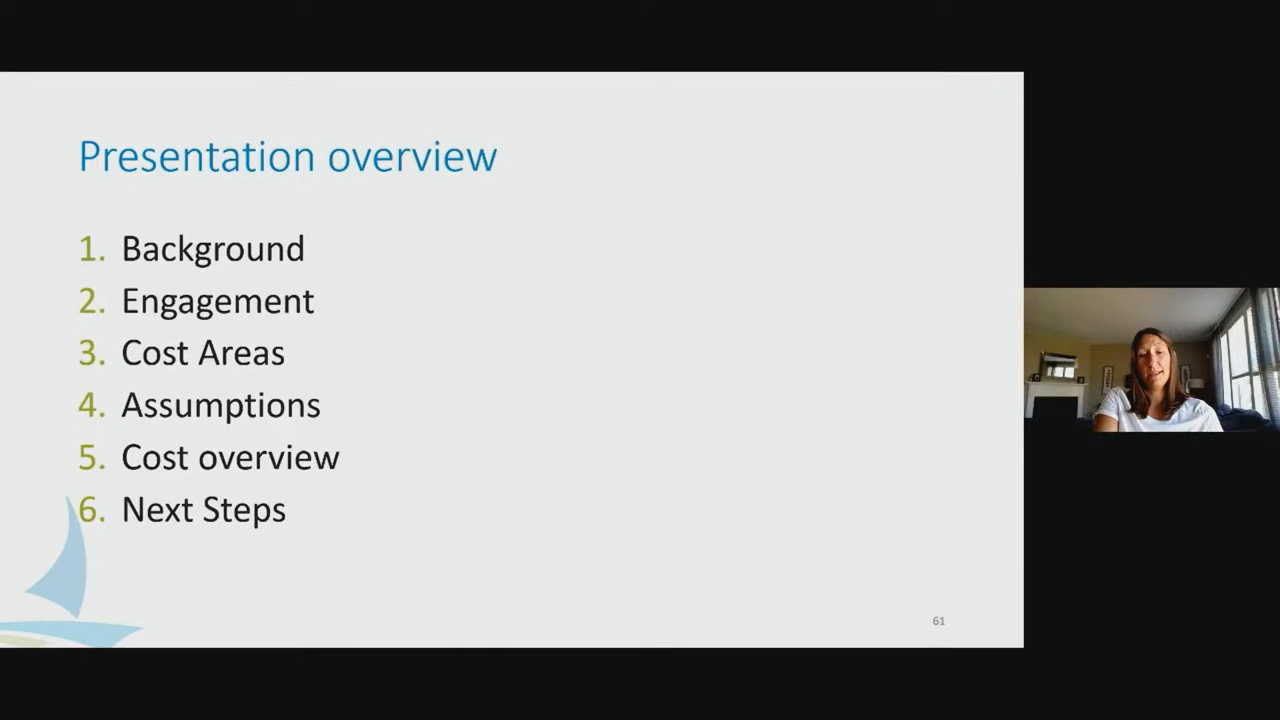 Presentation overview
1. Background
2. Engagement
3. Cost Areas
4. Assumptions
5. Cost overview
6. Next Steps
61